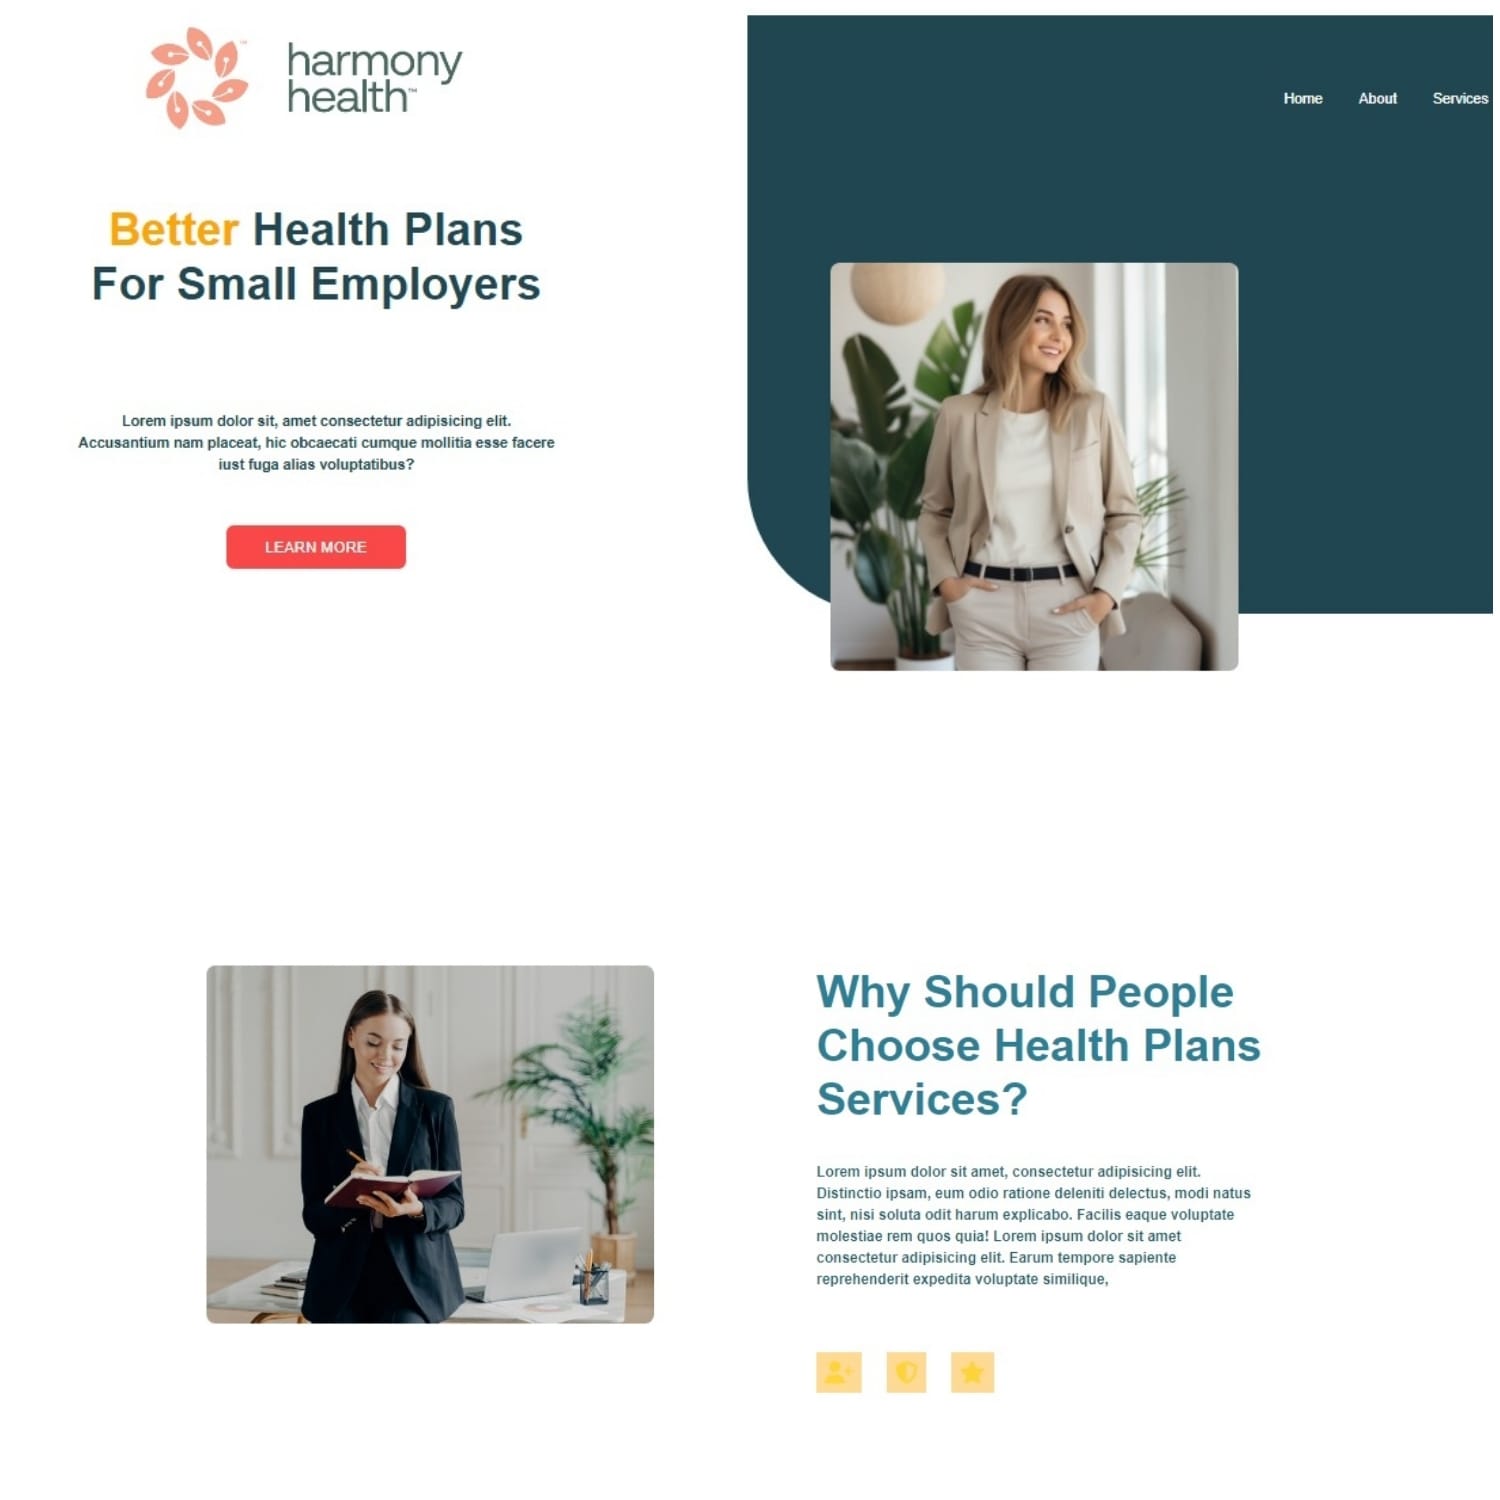 harmony
health™
Home About Services
Better Health Plans
For Small Employers
Lorem ipsum dolor sit, amet consectetur adipisicing elit.
Accusantium nam placeat, hic obcaecati cumque mollitia esse facere
iust fuga alias voluptatibus?
LEARN MORE
Why Should People
Choose Health Plans
Services?
Lorem ipsum dolor sit amet, consectetur adipisicing elit.
Distinctio ipsam, eum odio ratione deleniti delectus, modi natus
sint, nisi soluta odit harum explicabo. Facilis eaque voluptate
molestiae rem quos quia! Lorem ipsum dolor sit amet
consectetur adipisicing elit. Earum tempore sapiente
reprehenderit expedita voluptate similique,